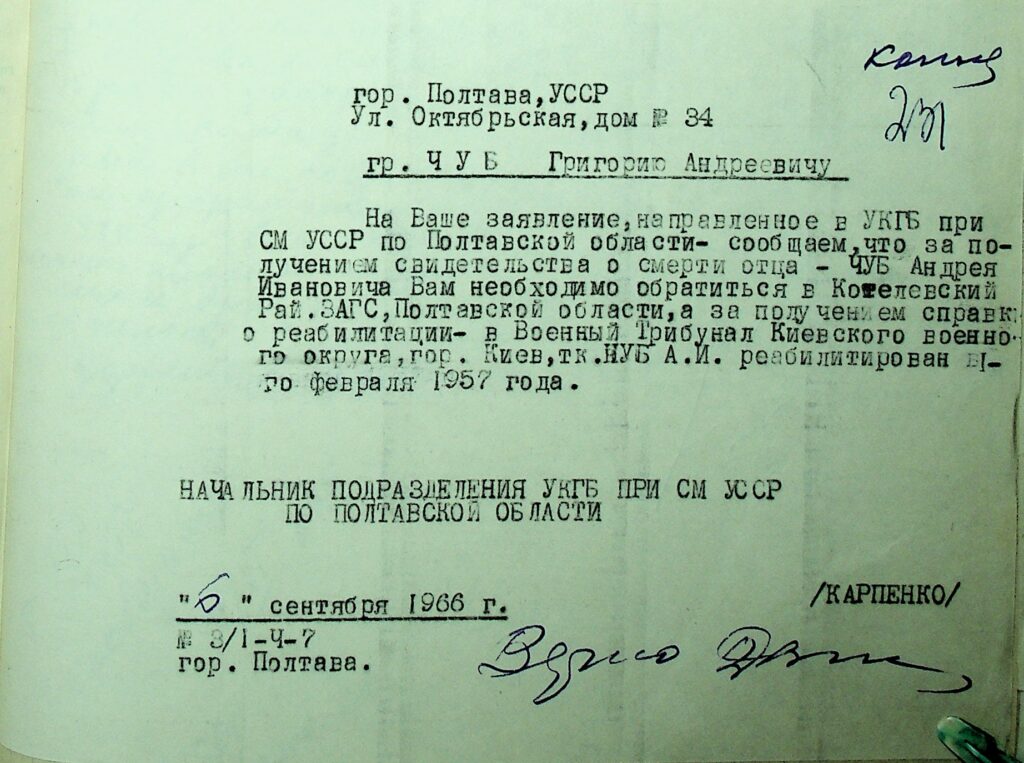 копия
231
гор. Полтава,УССР
Ул. Октябрьская,дом № 34
гр. Ч У Б Григорию Андреевичу
На Ваше заявление,направленное в УКГБ при
СМ УССР по Полтавской области- сообщаем,что за по-
лучением свидетельства о смерти отца - ЧУБ Андрея
Ивановича Вам необходимо обратиться в Котелевский
Рай.ЗАГС,Полтавской области,а за получением справки
о реабилитации- в Военный Трибунал Киевского военно-
го округа,гор. Киев,тк.ЧУБ А.И. реабилитирован
го февраля 1957 года.
НАЧАЛЬНИК ПОДРАЗДЕЛЕНИЯ УКГБ ПРИ СМ УССР
ПО ПОЛТАВСКОЙ ОБЛАСТИ
"6" сентября 1966 г.
/КАРПЕНКО/
№ 3/1-Ч-7
гор. Полтава.
Верно